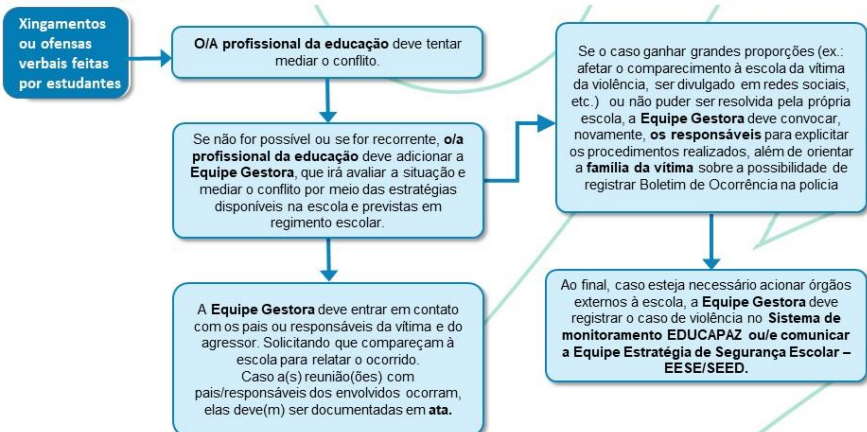 Xingamentos
ou ofensas
verbais feitas
por estudantes
O/A profissional da educação deve tentar
mediar o conflito.
Se não for possível ou se for recorrente, o/a
profissional da educação deve adicionar a
Equipe Gestora, que irá avaliar a situação e
mediar o conflito por meio das estratégias
disponíveis na escola e previstas em
regimento escolar.
A Equipe Gestora deve entrar em contato
com os pais ou responsáveis da vítima e do
agressor. Solicitando que compareçam à
escola para relatar o ocorrido.
Caso a(s) reunião(ões) com
pais/responsáveis dos envolvidos ocorram,
elas deve(m) ser documentadas em ata.
Se o caso ganhar grandes proporções (ex.:
afetar o comparecimento à escola da vítima
da violência, ser divulgado em redes sociais,
etc.) ou não puder ser resolvida pela própria
escola, a Equipe Gestora deve convocar,
novamente, os responsáveis para explicitar
os procedimentos realizados, além de orientar
a família da vítima sobre a possibilidade de
registrar Boletim de Ocorrência na policia
Ao final, caso esteja necessário acionar órgãos
externos à escola, a Equipe Gestora deve
registrar o caso de violência no Sistema de
monitoramento EDUCAPAZ ou/e comunicar
a Equipe Estratégia de Segurança Escolar –
EESE/SEED.